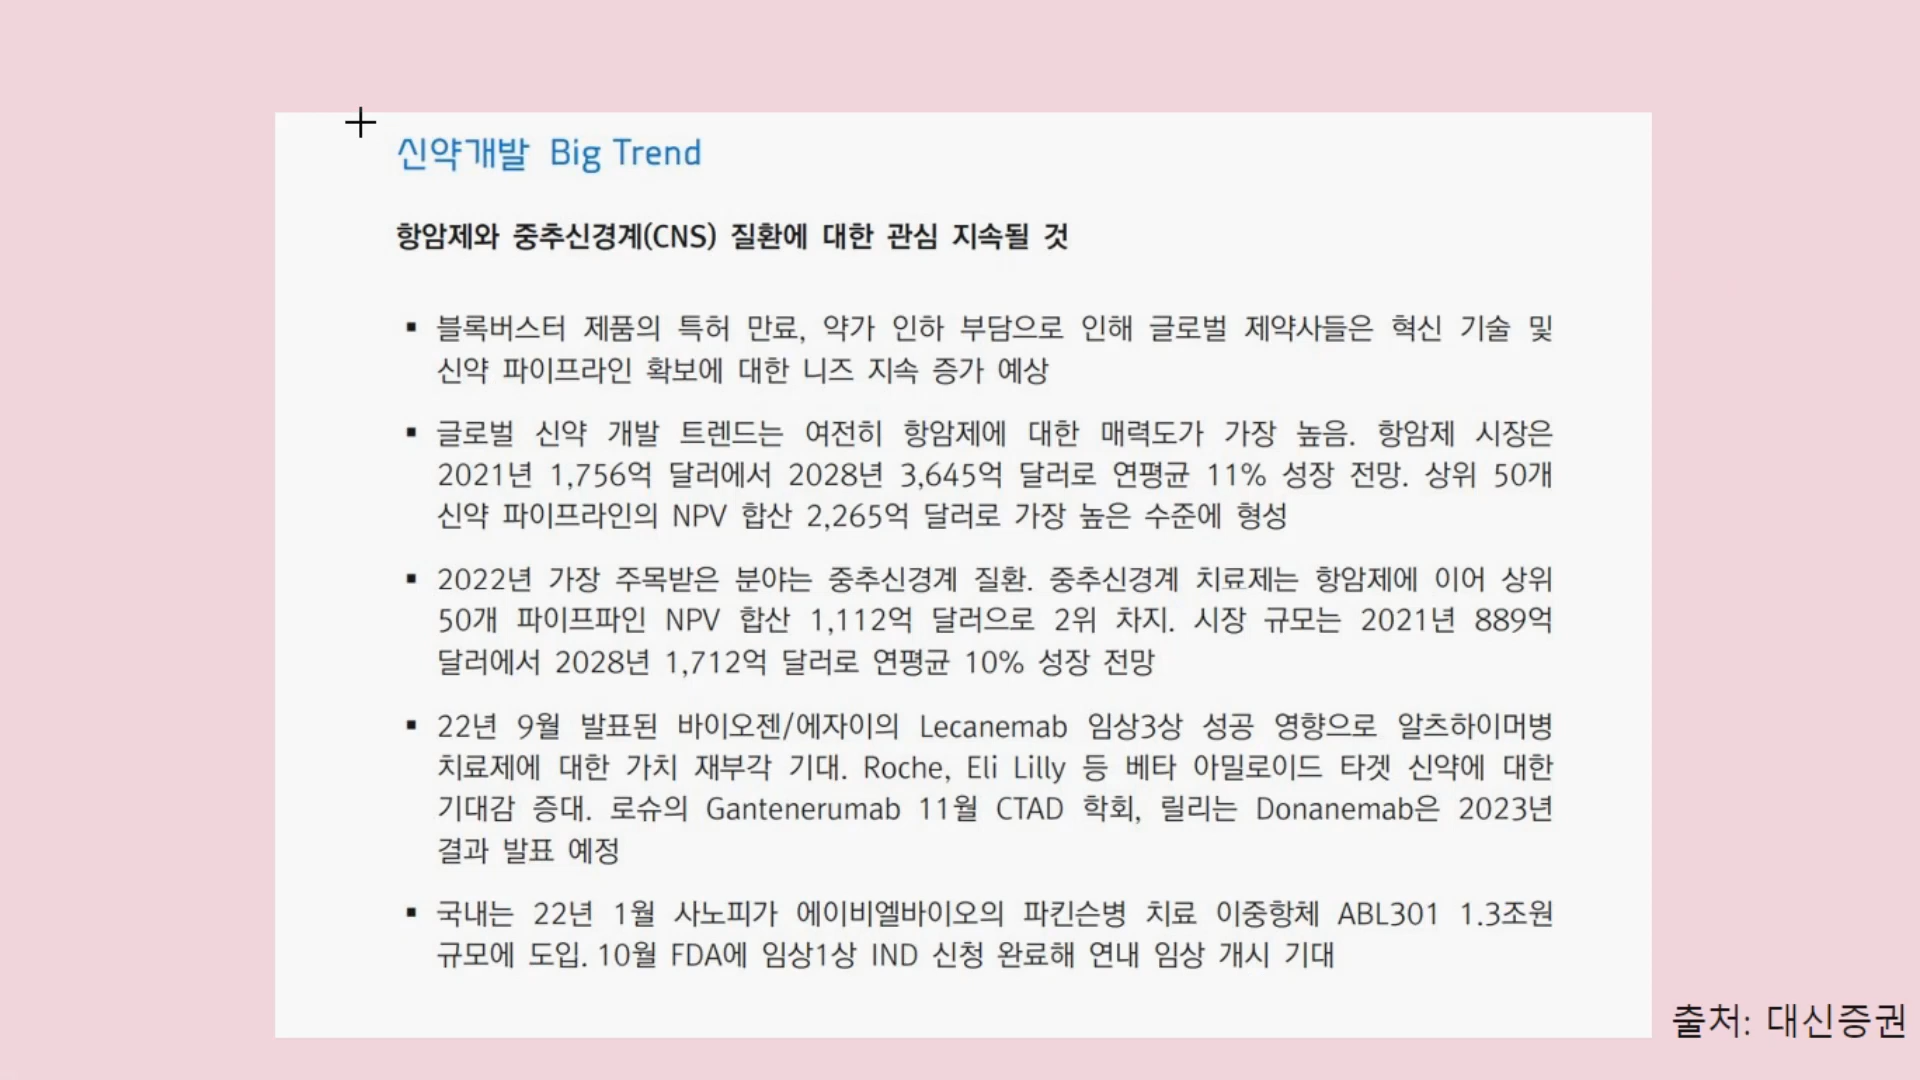 신약개발 Big Trend
항암제와 중추신경계(CNS) 질환에 대한 관심 지속될 것
▪ 블록버스터 제품의 특허 만료, 약가 인하 부담으로 인해 글로벌 제약사들은 혁신 기술 및
신약 파이프라인 확보에 대한 니즈 지속 증가 예상
▪ 글로벌 신약 개발 트렌드는 여전히 항암제에 대한 매력도가 가장 높음. 항암제 시장은
2021년 1,756억 달러에서 2028년 3,645억 달러로 연평균 11% 성장 전망. 상위 50개
신약 파이프라인의 NPV 합산 2,265억 달러로 가장 높은 수준에 형성
▪ 2022년 가장 주목받은 분야는 중추신경계 질환. 중추신경계 치료제는 항암제에 이어 상위
50개 파이프파인 NPV 합산 1,112억 달러으로 2위 차지. 시장 규모는 2021년 889억
달러에서 2028년 1,712억 달러로 연평균 10% 성장 전망
▪ 22년 9월 발표된 바이오젠/에자이의 Lecanemab 임상3상 성공 영향으로 알츠하이머병
치료제에 대한 가치 재부각 기대. Roche, Eli Lilly 등 베타 아밀로이드 타겟 신약에 대한
기대감 증대. 로슈의 Gantenerumab 11월 CTAD 학회, 릴리는 Donanemab은 2023년
결과 발표 예정
▪ 국내는 22년 1월 사노피가 에이비엘바이오의 파킨슨병 치료 이중항체 ABL301 1.3조원
규모에 도입. 10월 FDA에 임상1상 IND 신청 완료해 연내 임상 개시 기대
출처: 대신증권